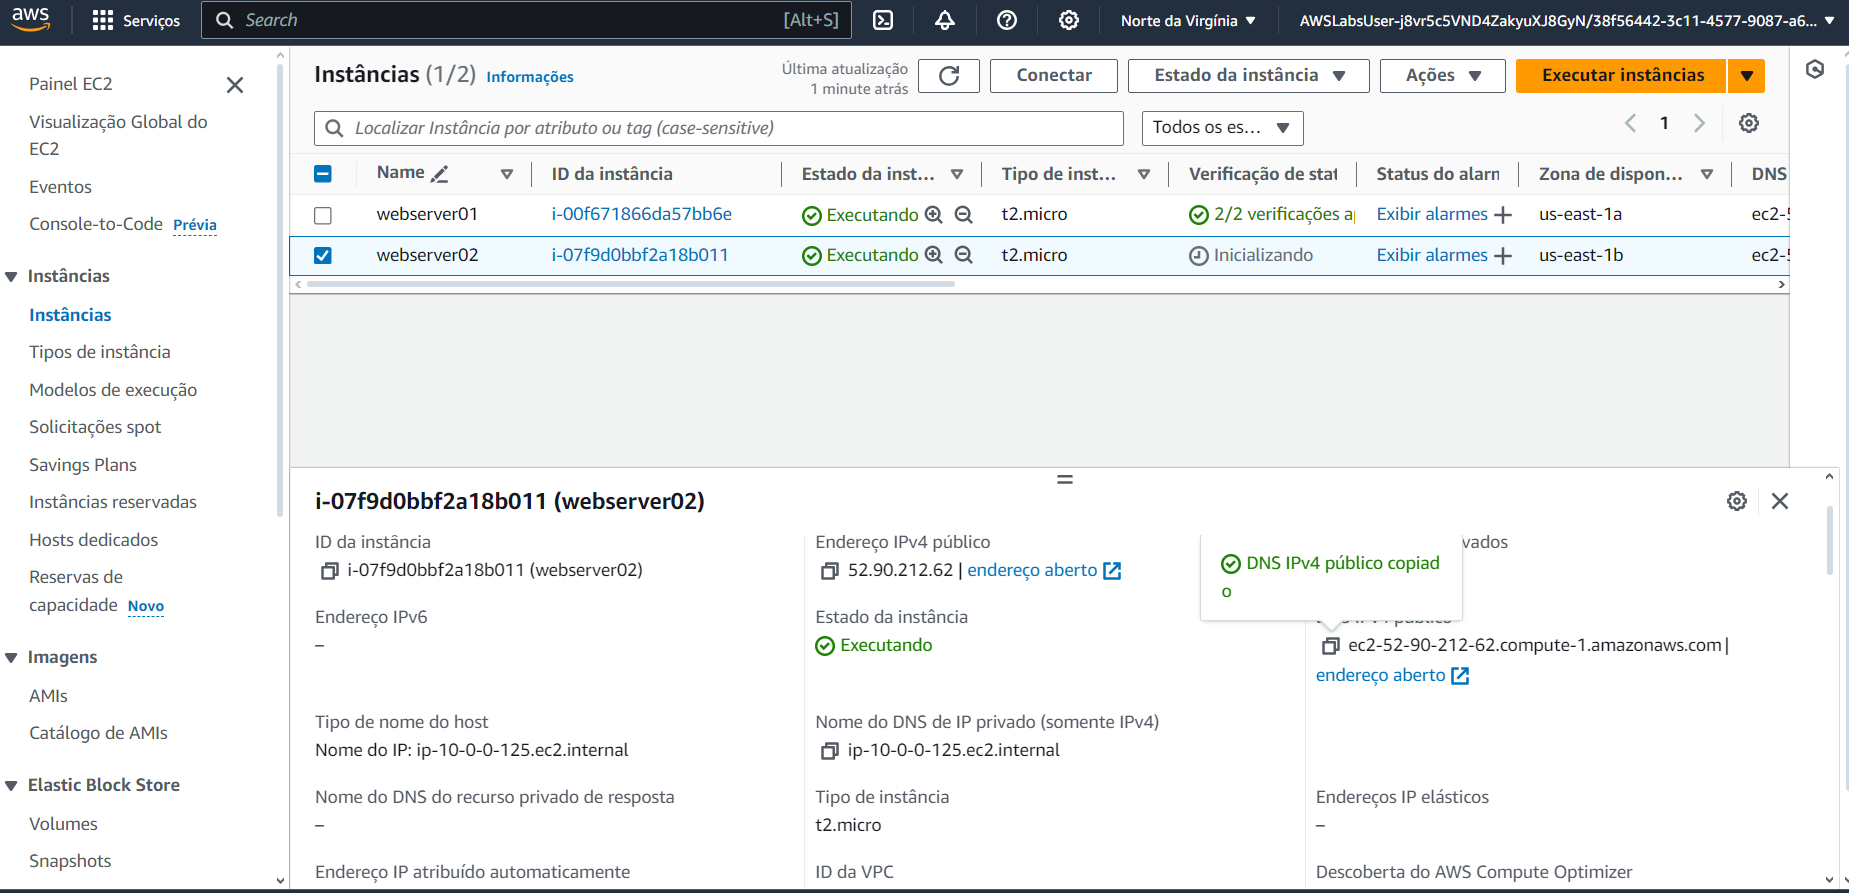 aws Serviços Search [Alt+S] Norte da Virgínia AWSLabsUser-j8vr5c5VND4ZakyuXJ8GyN/38f56442-3c11-4577-9087-a6...
Painel EC2
Visualização Global do
EC2
Eventos
Console-to-Code Prévia
Instâncias
Instâncias
Tipos de instância
Modelos de execução
Solicitações spot
Savings Plans
Instâncias reservadas
Hosts dedicados
Reservas de
capacidade Novo
Imagens
AMIs
Catálogo de AMIs
Elastic Block Store
Volumes
Snapshots
Instâncias (1/2) Informações
Última atualização
1 minute atrás
Conectar Estado da instância Ações Executar instâncias
Localizar Instância por atributo ou tag (case-sensitive) Todos os es... 1
Name ID da instância Estado da inst... Tipo de inst... Verificação de stat Status do alarn Zona de dispon... DNS
webserver01 i-00f671866da57bb6e Executando t2.micro 2/2 verificações a Exibir alarmes us-east-1a ec2-5
webserver02 i-07f9d0bbf2a18b011 Executando t2.micro Inicializando Exibir alarmes us-east-1b ec2-5
i-07f9d0bbf2a18b011 (webserver02)
ID da instância
i-07f9d0bbf2a18b011 (webserver02)
Endereço IPv4 público
52.90.212.62 | endereço aberto
vados
DNS IPv4 público copiad
o
Endereço IPv6
–
Estado da instância
Executando
ec2-52-90-212-62.compute-1.amazonaws.com |
endereço aberto
Tipo de nome do host
Nome do IP: ip-10-0-0-125.ec2.internal
Nome do DNS de IP privado (somente IPv4)
ip-10-0-0-125.ec2.internal
Nome do DNS do recurso privado de resposta
–
Tipo de instância
t2.micro
Endereços IP elásticos
–
Endereço IP atribuído automaticamente
ID da VPC
Descoberta do AWS Compute Optimizer